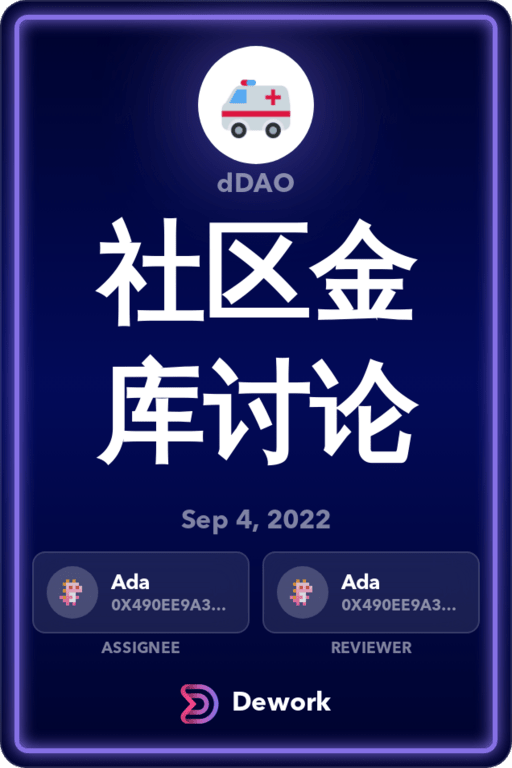 dDAO
社区金
库讨论
Sep 4, 2022
Ada
0X490EE9A3...
Ada
0X490EE9A3...
ASSIGNEE
REVIEWER
Dework